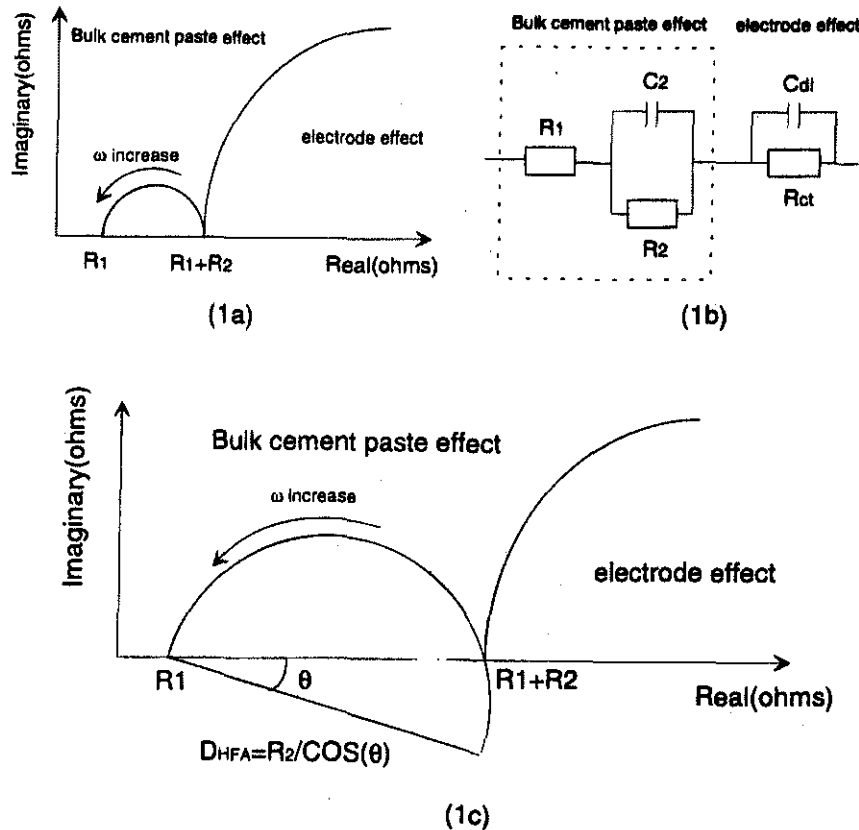 Imaginary(ohms)
Bulk cement paste effect
electrode effect
ω increase
R1
R1+R2
Real(ohms)
(1a)
Bulk cement paste effect
electrode effect
C2
R1
R2
Cdl
Rct
(1b)
Imaginary(ohms)
Bulk cement paste effect
ω increase
electrode effect
R1
θ
R1+R2
Real(ohms)
DHFA=R2/COS(θ)
(1c)